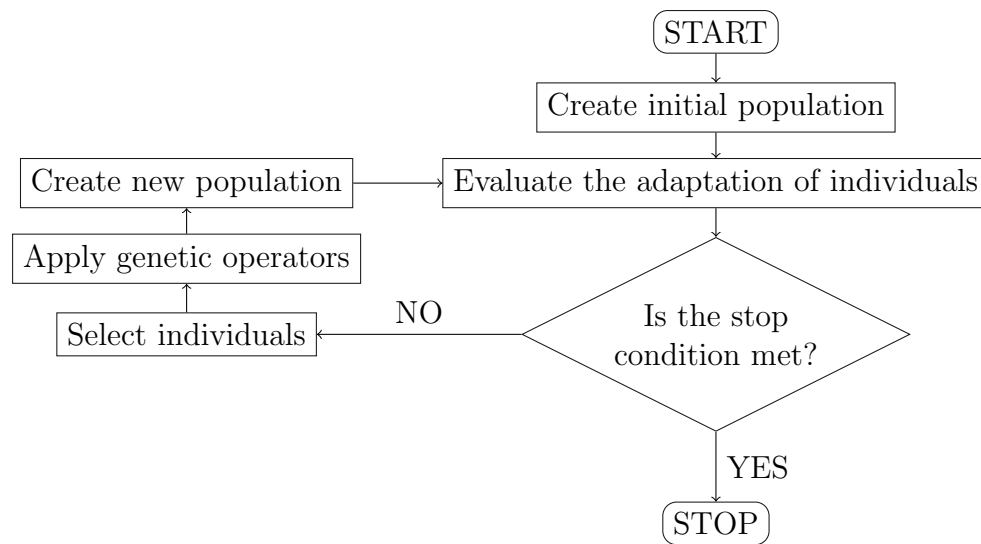 START
Create initial population
Create new population
Evaluate the adaptation of individuals
Apply genetic operators
Select individuals
NO
Is the stop
condition met?
YES
STOP